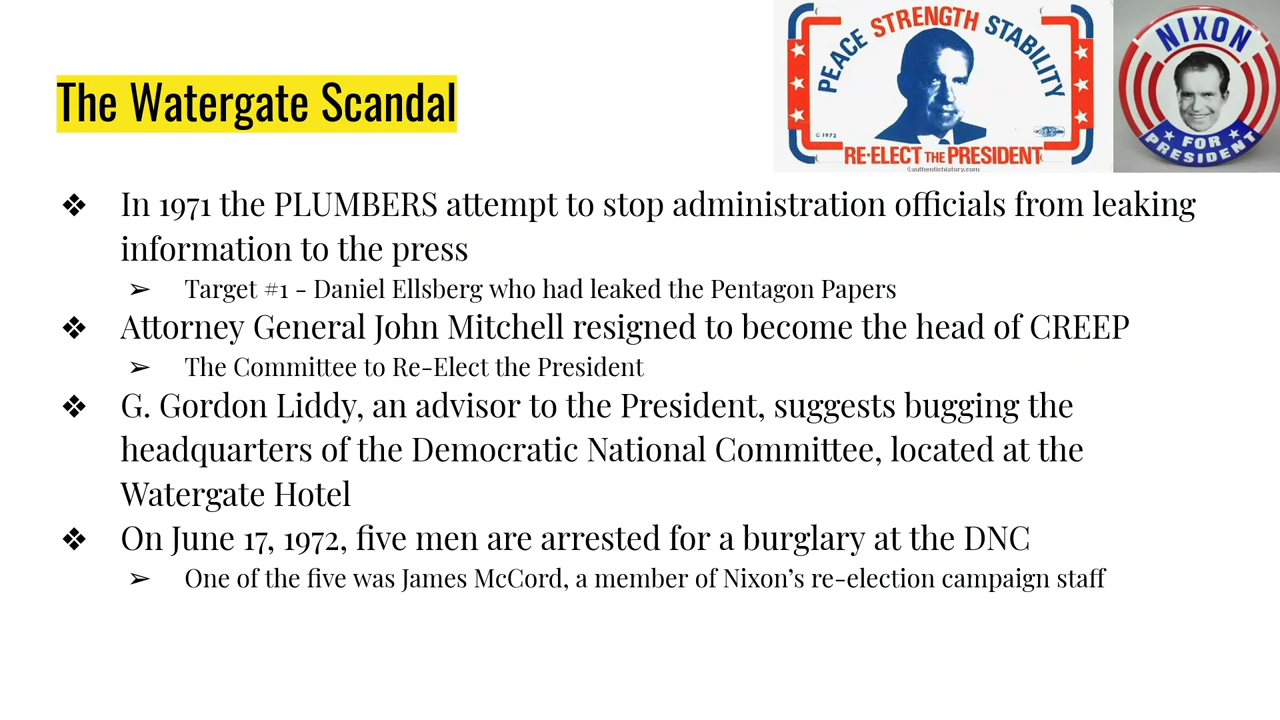 The Watergate Scandal
PEACE STRENGTH STABILITY
© 1972
RE-ELECT THE PRESIDENT
©authentichistory.com
NIXON
FOR
PRESIDENT
❖ In 1971 the PLUMBERS attempt to stop administration officials from leaking
information to the press
➢ Target #1 - Daniel Ellsberg who had leaked the Pentagon Papers
❖ Attorney General John Mitchell resigned to become the head of CREEP
➢ The Committee to Re-Elect the President
❖ G. Gordon Liddy, an advisor to the President, suggests bugging the
headquarters of the Democratic National Committee, located at the
Watergate Hotel
❖ On June 17, 1972, five men are arrested for a burglary at the DNC
➢ One of the five was James McCord, a member of Nixon’s re-election campaign staff